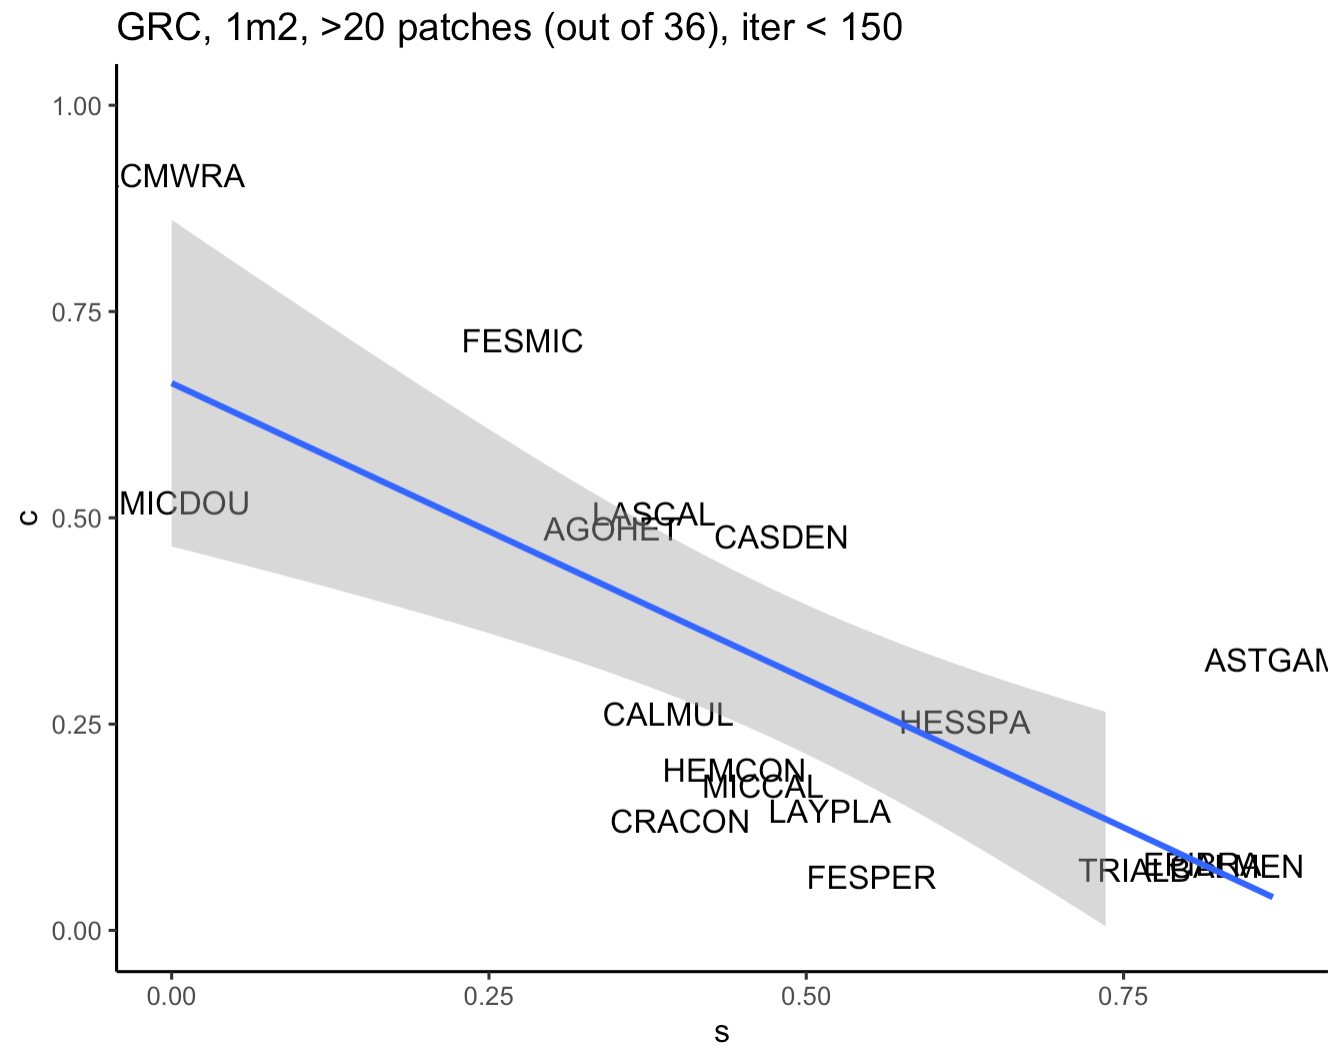 GRC, 1m2, >20 patches (out of 36), iter < 150
1.00
CMWRA
0.75
FESMIC
MICDOU
c
0.50
LASCAL
AGOHET
CASDEN
ASTGAM
CALMUL
0.25
HESSPA
HEMCON
MICCAL
LAYPLA
CRACON
TRIALB
FESPER
0.00
0.00
0.25
0.50
0.75
s